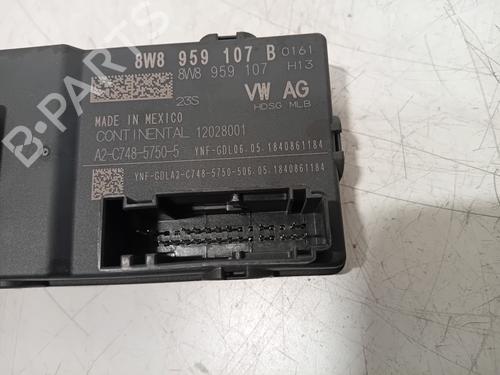 8W8 959 107 B 0161
8W8 959 107 H13
23S VW AG
HDSG MLB
MADE IN MEXICO
CONTINENTAL 12028001
A2-C748-5750-5 YNF-GDL06.05.1840861184
YNF-GDLA2-C748-5750-506.05.1840861184
B-PARTS